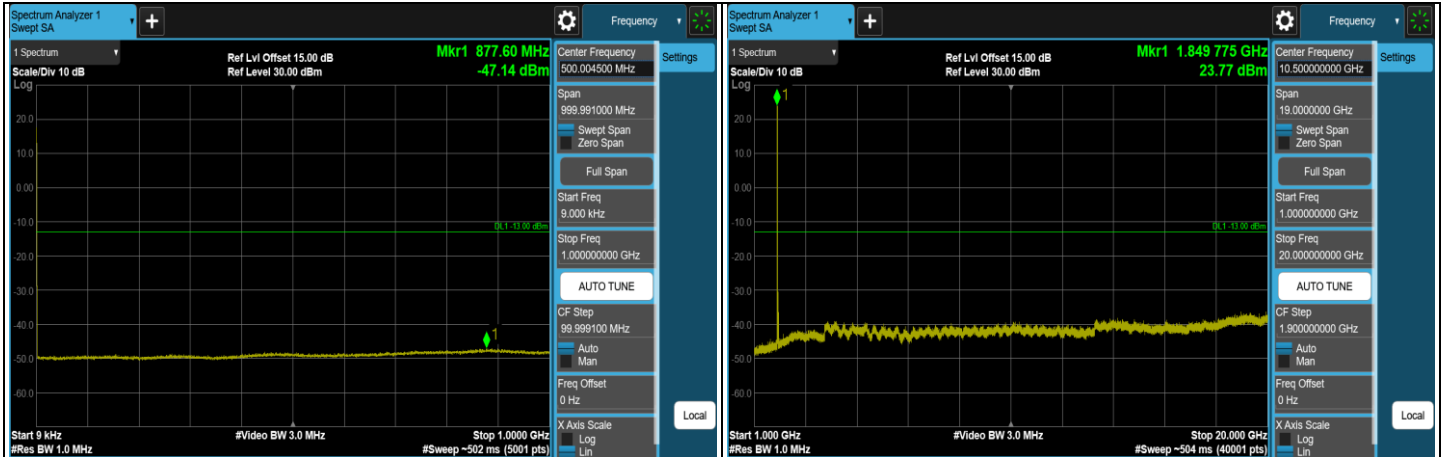 Spectrum Analyzer 1
Swept SA
+
Frequency
1 Spectrum
Scale/Div 10 dB
Log
Ref Lvl Offset 15.00 dB
Ref Level 30.00 dBm
Mkr1 877.60 MHz
-47.14 dBm
1
20.0
10.0
0.00
-10.0
-20.0
-30.0
-40.0
-50.0
-60.0
DL1 -13.00 dBm
Start 9 kHz
#Res BW 1.0 MHz
#Video BW 3.0 MHz
Stop 1.0000 GHz
#Sweep ~502 ms (5001 pts)
Center Frequency
500.004500 MHz
Span
999.991000 MHz
Swept Span
Zero Span
Full Span
Start Freq
9.000 kHz
Stop Freq
1.000000000 GHz
AUTO TUNE
CF Step
99.999100 MHz
Auto
Man
Freq Offset
0 Hz
X Axis Scale
Log
Lin
Settings
Local
Spectrum Analyzer 1
Swept SA
+
Frequency
1 Spectrum
Scale/Div 10 dB
Log
Ref Lvl Offset 15.00 dB
Ref Level 30.00 dBm
Mkr1 1.849 775 GHz
23.77 dBm
1
20.0
10.0
0.00
-10.0
-20.0
-30.0
-40.0
-50.0
-60.0
DL1 -13.00 dBm
Start 1.000 GHz
#Res BW 1.0 MHz
#Video BW 3.0 MHz
Stop 20.000 GHz
#Sweep ~504 ms (40001 pts)
Center Frequency
10.500000000 GHz
Span
19.0000000 GHz
Swept Span
Zero Span
Full Span
Start Freq
1.000000000 GHz
Stop Freq
20.000000000 GHz
AUTO TUNE
CF Step
1.900000000 GHz
Auto
Man
Freq Offset
0 Hz
X Axis Scale
Log
Lin
Settings
Local